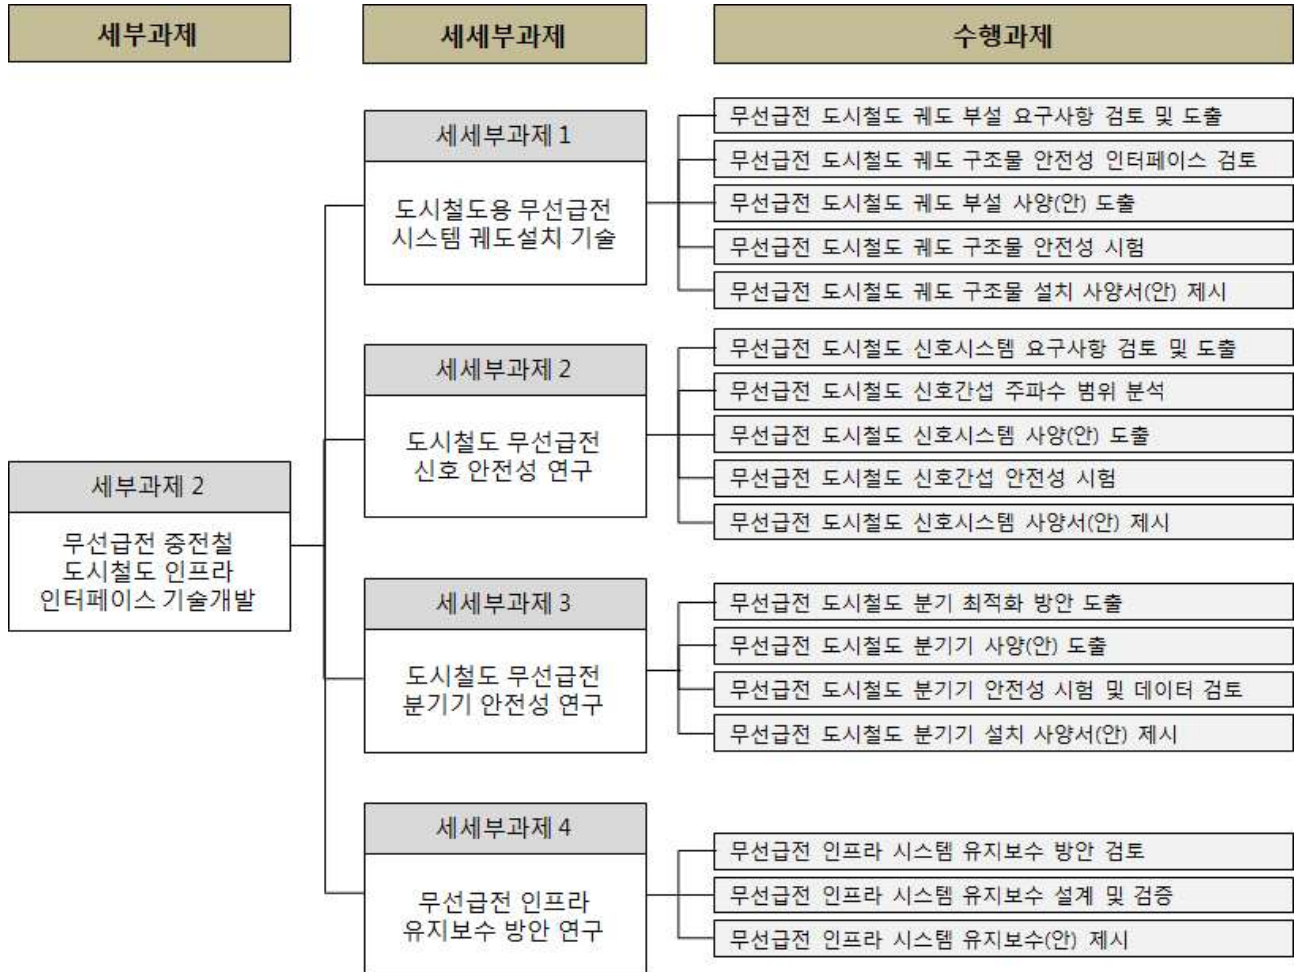 세부과제
세세부과제
수행과제
세부과제 2
무선급전 중전철
도시철도 인프라
인터페이스 기술개발
세세부과제 1
도시철도용 무선급전
시스템 궤도설치 기술
무선급전 도시철도 궤도 부설 요구사항 검토 및 도출
무선급전 도시철도 궤도 구조물 안전성 인터페이스 검토
무선급전 도시철도 궤도 부설 사양(안) 도출
무선급전 도시철도 궤도 구조물 안전성 시험
무선급전 도시철도 궤도 구조물 설치 사양서(안) 제시
세세부과제 2
도시철도 무선급전
신호 안전성 연구
무선급전 도시철도 신호시스템 요구사항 검토 및 도출
무선급전 도시철도 신호간섭 주파수 범위 분석
무선급전 도시철도 신호시스템 사양(안) 도출
무선급전 도시철도 신호간섭 안전성 시험
무선급전 도시철도 신호시스템 사양서(안) 제시
세세부과제 3
도시철도 무선급전
분기기 안전성 연구
무선급전 도시철도 분기 최적화 방안 도출
무선급전 도시철도 분기기 사양(안) 도출
무선급전 도시철도 분기기 안전성 시험 및 데이터 검토
무선급전 도시철도 분기기 설치 사양서(안) 제시
세세부과제 4
무선급전 인프라
유지보수 방안 연구
무선급전 인프라 시스템 유지보수 방안 검토
무선급전 인프라 시스템 유지보수 설계 및 검증
무선급전 인프라 시스템 유지보수(안) 제시